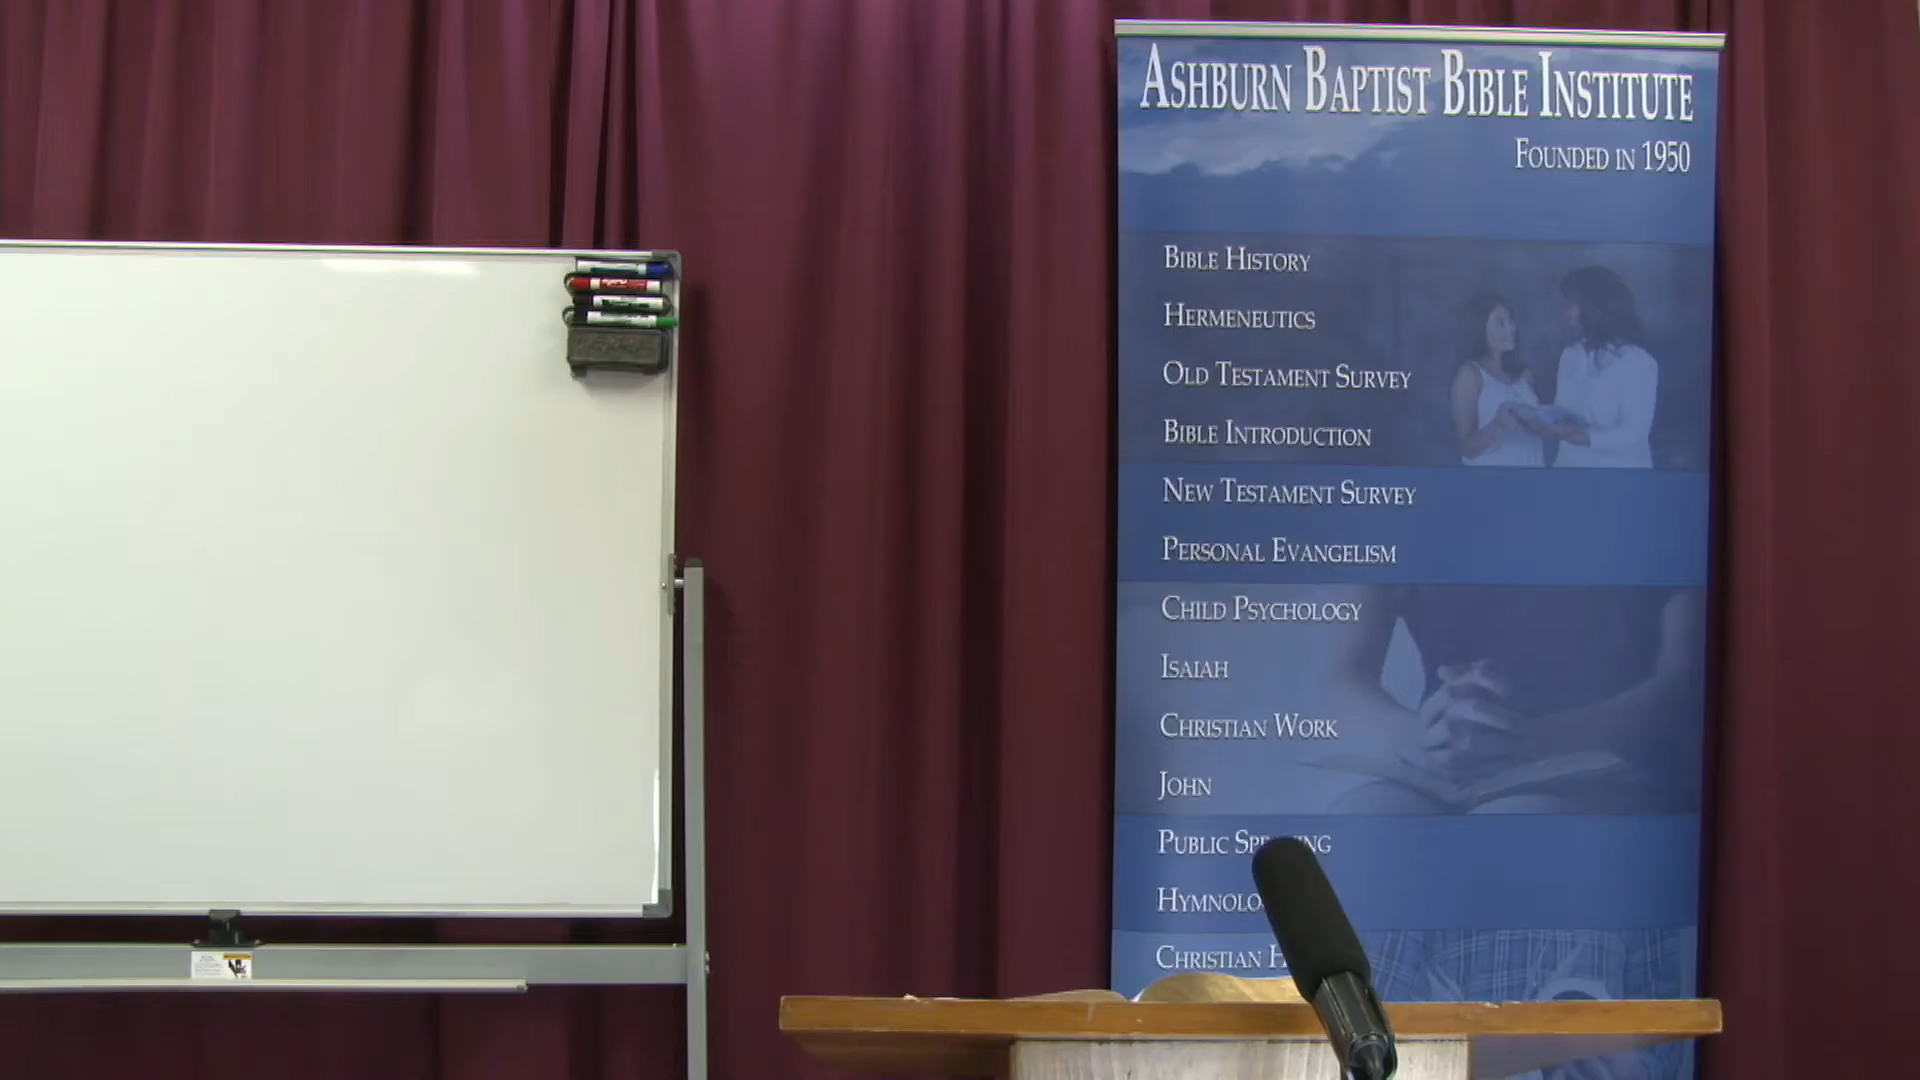 ASHBURN BAPTIST BIBLE INSTITUTE
FOUNDED IN 1950
BIBLE HISTORY
HERMENEUTICS
OLD TESTAMENT SURVEY
BIBLE INTRODUCTION
NEW TESTAMENT SURVEY
PERSONAL EVANGELISM
CHILD PSYCHOLOGY
ISAIAH
CHRISTIAN WORK
JOHN
PUBLIC
CHRISTIAN